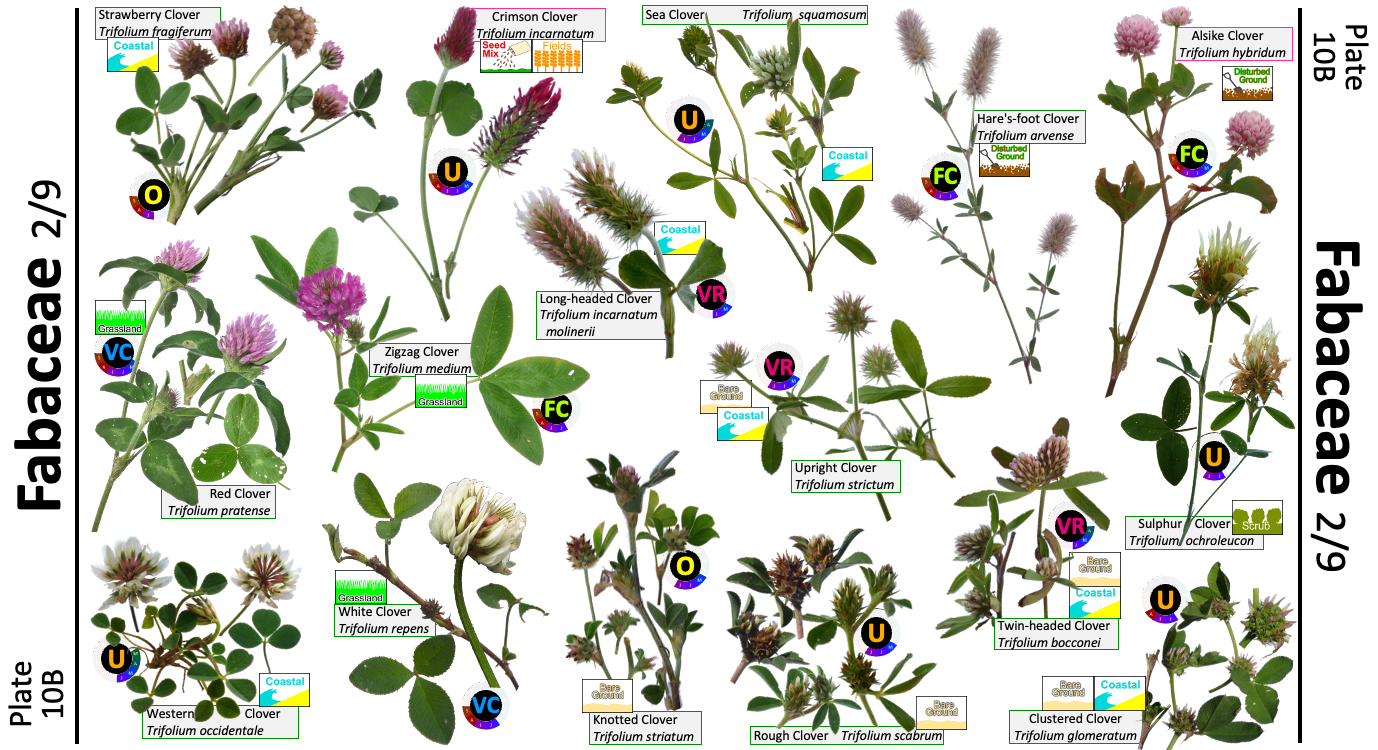 Plate
10B
Fabaceae 2/9
Strawberry Clover
Trifolium fragiferum
Coastal
O
Crimson Clover
Trifolium incarnatum
Seed
Mix
Fields
U
Sea Clover Trifolium squamosum
U
Coastal
Hare's-foot Clover
Trifolium arvense
Disturbed
Ground
FC
Alsike Clover
Trifolium hybridum
Disturbed
Ground
FC
Plate
10B
Fabaceae 2/9
Grassland
VC
Red Clover
Trifolium pratense
Zigzag Clover
Trifolium medium
Grassland
FC
Coastal
Long-headed Clover
Trifolium incarnatum
molinerii
VR
VR
Bare
Ground
Coastal
Upright Clover
Trifolium strictum
U
Sulphur Clover
Trifolium ochroleucon
Scrub
U
Coastal
Western Clover
Trifolium occidentale
Grassland
White Clover
Trifolium repens
VC
O
Bare
Ground
Knotted Clover
Trifolium striatum
U
Bare
Ground
Rough Clover Trifolium scabrum
VR
Bare
Ground
Coastal
Twin-headed Clover
Trifolium bocconei
U
Bare
Ground
Coastal
Clustered Clover
Trifolium glomeratum